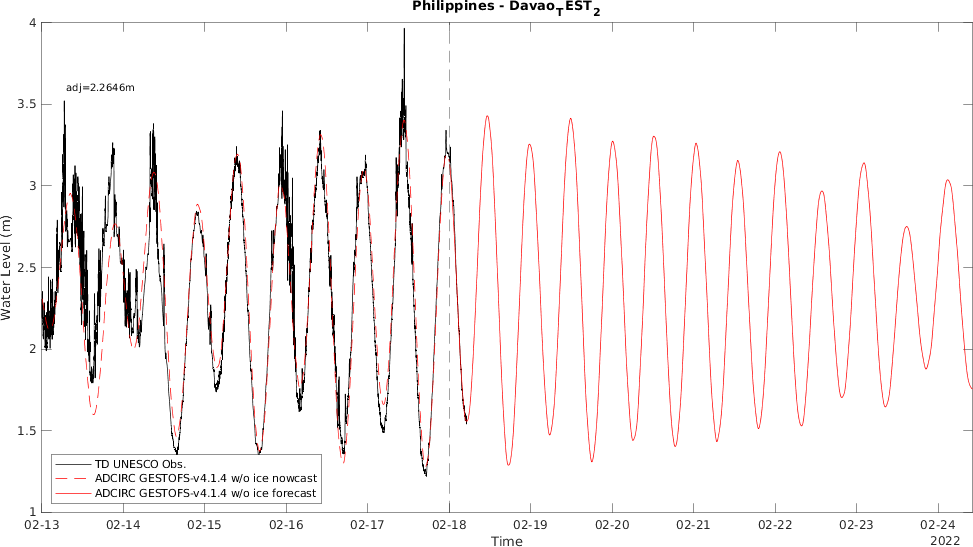 Philippines - Davao_TEST_2
adj=2.2646m
4
3.5
3
2.5
2
1.5
1
Water Level (m)
TD UNESCO Obs.
ADCIRC GESTOFS-v4.1.4 w/o ice nowcast
ADCIRC GESTOFS-v4.1.4 w/o ice forecast
02-13 02-14 02-15 02-16 02-17 02-18 02-19 02-20 02-21 02-22 02-23 02-24
Time 2022